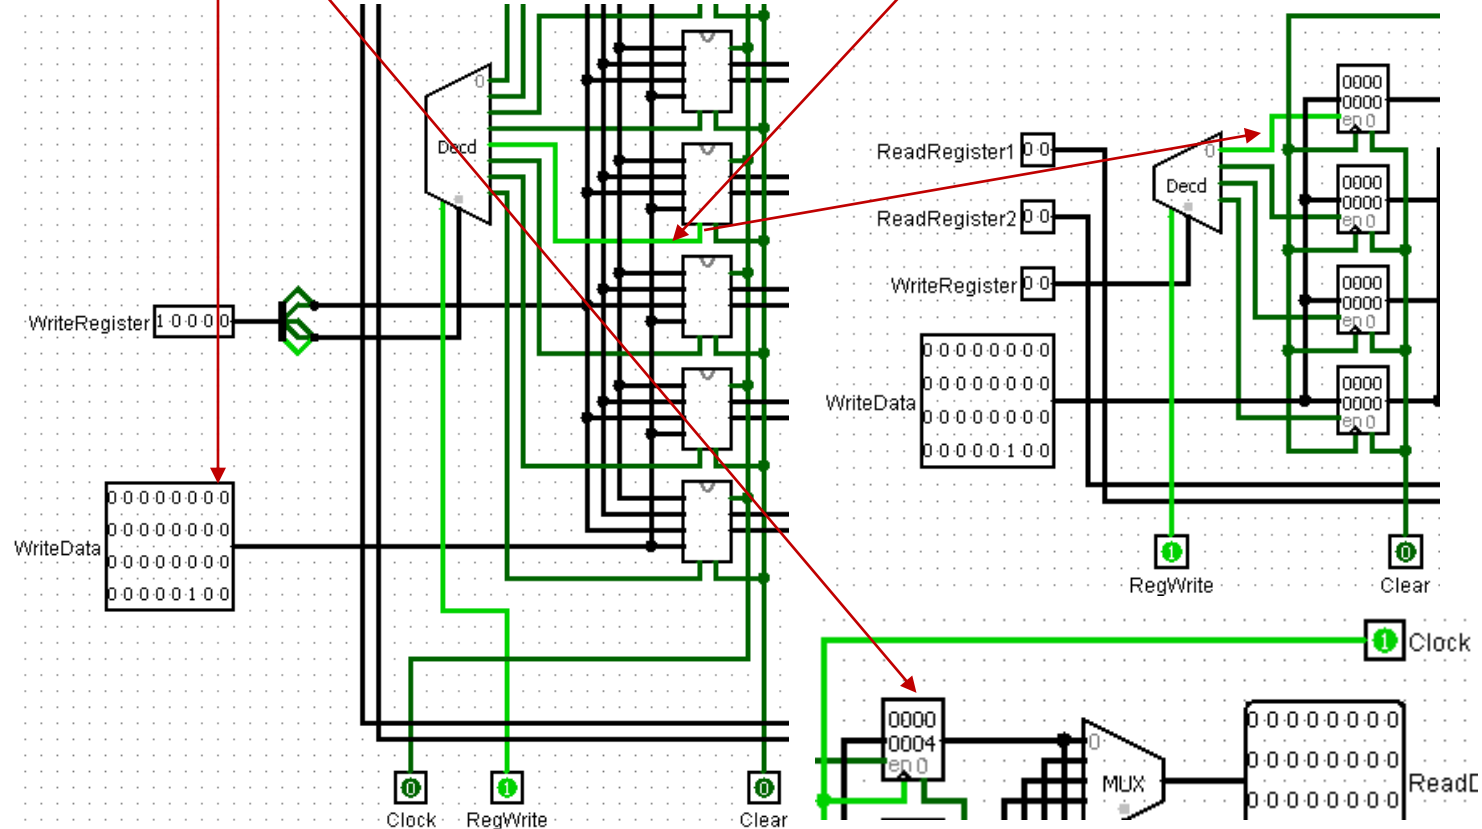 0
Decd
WriteRegister 1 0 0 0 0
WriteData
0 0 0 0 0 0 0 0
0 0 0 0 0 0 0 0
0 0 0 0 0 0 0 0
0 0 0 0 0 1 0 0
0
Clock
1
RegWrite
0
Clear
ReadRegister1 0 0
ReadRegister2 0 0
WriteRegister 0 0
0
Decd
WriteData
0 0 0 0 0 0 0 0
0 0 0 0 0 0 0 0
0 0 0 0 0 0 0 0
0 0 0 0 0 1 0 0
0000
0000
en 0
0000
0000
en 0
0000
0000
en 0
0000
0000
en 0
1
RegWrite
0
Clear
1 Clock
0000
0004
en 0
0
MUX
0 0 0 0 0 0 0 0
0 0 0 0 0 0 0 0
0 0 0 0 0 0 0 0
ReadD